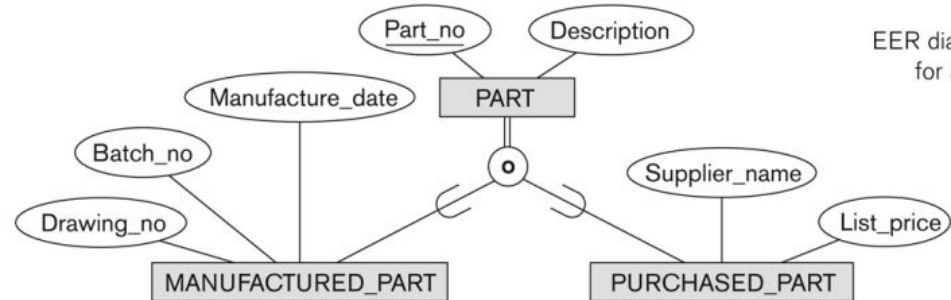 Part_no
Description
EER dia
for
PART
Manufacture_date
Batch_no
O
Supplier_name
Drawing_no
List_price
MANUFACTURED_PART
PURCHASED_PART